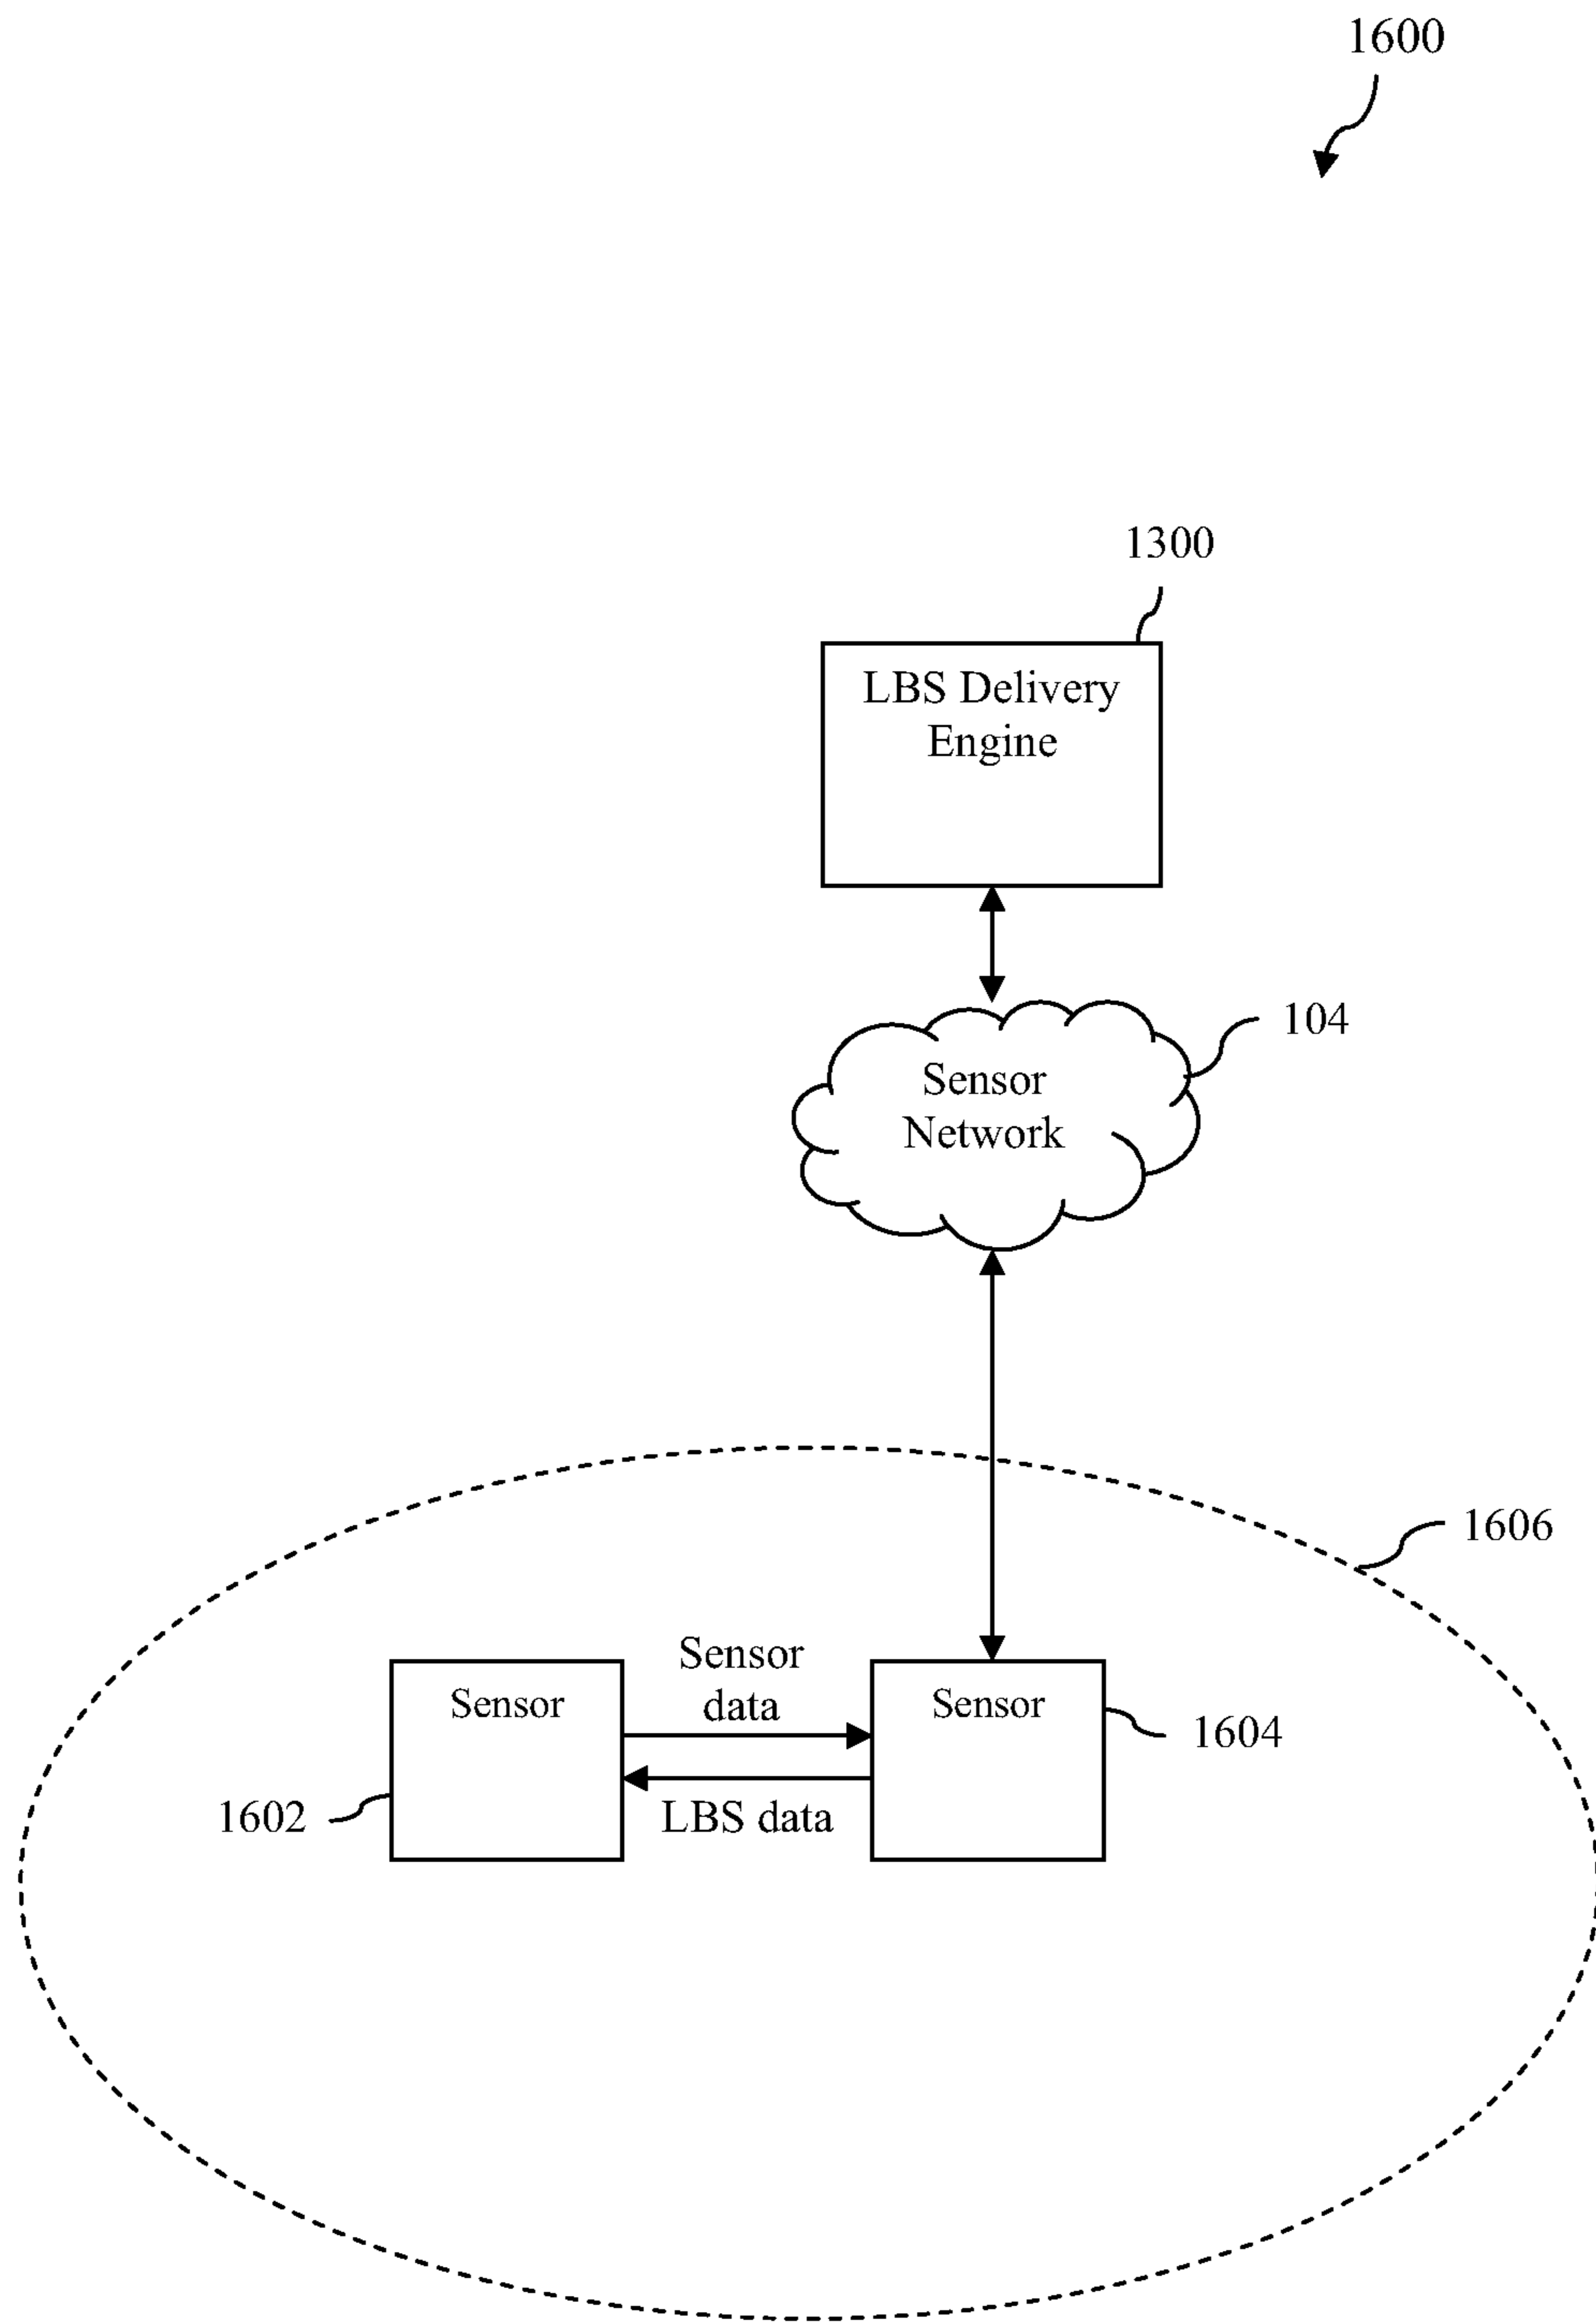 1600
1300
LBS Delivery
Engine
104
Sensor
Network
1606
Sensor
data
Sensor
Sensor
1604
LBS data
1602